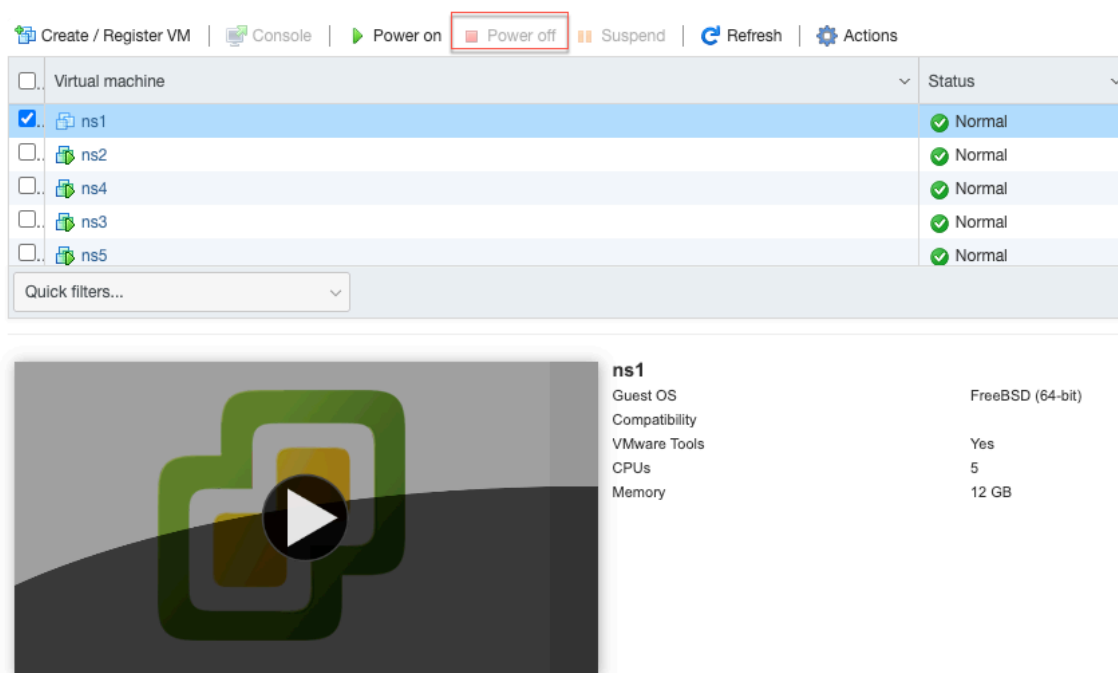 Create / Register VM Console Power on Power off Suspend Refresh Actions
Virtual machine Status
ns1 Normal
ns2 Normal
ns4 Normal
ns3 Normal
ns5 Normal
Quick filters...
ns1
Guest OS FreeBSD (64-bit)
Compatibility
VMware Tools Yes
CPUs 5
Memory 12 GB